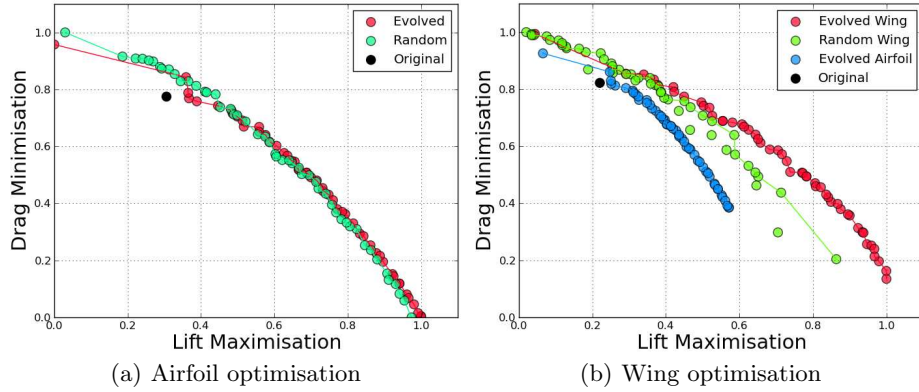 Evolved
Random
Original
Drag Minimisation
1.0
0.8
0.6
0.4
0.2
0.0
0.0 0.2 0.4 0.6 0.8 1.0
Lift Maximisation
(a) Airfoil optimisation
Evolved Wing
Random Wing
Evolved Airfoil
Original
Drag Minimisation
1.0
0.8
0.6
0.4
0.2
0.0
0.0 0.2 0.4 0.6 0.8 1.0
Lift Maximisation
(b) Wing optimisation